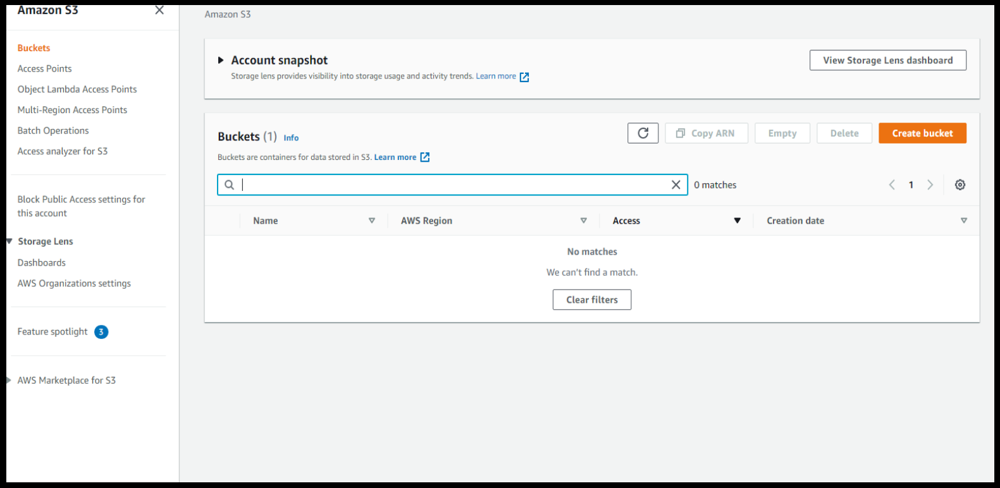 Amazon S3
Buckets
Access Points
Object Lambda Access Points
Multi-Region Access Points
Batch Operations
Access analyzer for S3
Block Public Access settings for
this account
Storage Lens
Dashboards
AWS Organizations settings
Feature spotlight 3
AWS Marketplace for S3
Amazon S3
Account snapshot
View Storage Lens dashboard
Storage lens provides visibility into storage usage and activity trends. Learn more
Buckets (1) Info
Copy ARN Empty Delete Create bucket
Buckets are containers for data stored in S3. Learn more
0 matches 1
Name AWS Region Access Creation date
No matches
We can't find a match.
Clear filters